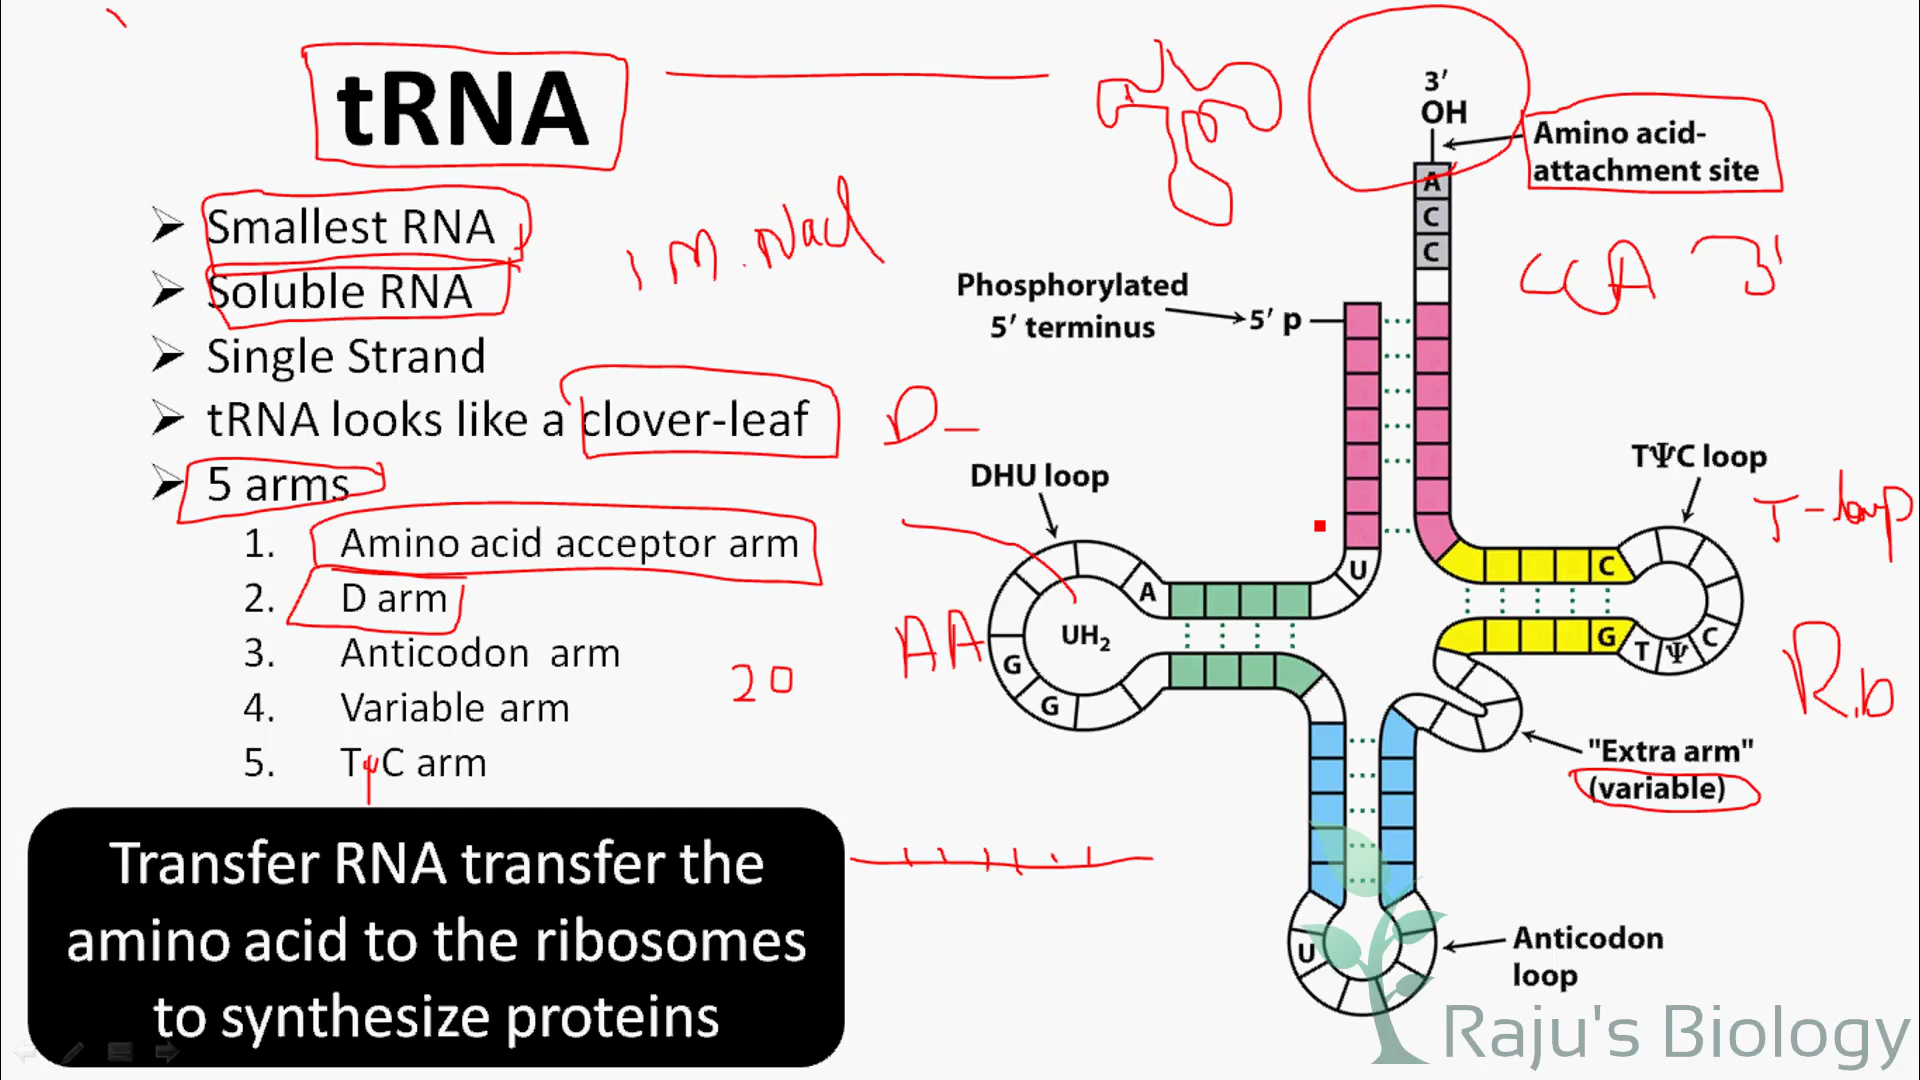 tRNA
Smallest RNA
Soluble RNA
Single Strand
tRNA looks like a clover-leaf
5 arms
1. Amino acid acceptor arm
2. D arm
3. Anticodon arm
4. Variable arm
5. TψC arm
Transfer RNA transfer the
amino acid to the ribosomes
to synthesize proteins
1 M. Nacl
D
AA
20
3′
OH
Amino acid-
attachment site
A
C
C
CCA 3'
Phosphorylated
5′ terminus
5′ p
DHU loop
TΨC loop
T-loop
U
A
C
UH₂
G
G
G
T
Ψ
C
Rb
"Extra arm"
(variable)
U
Anticodon
loop
Raju's Biology